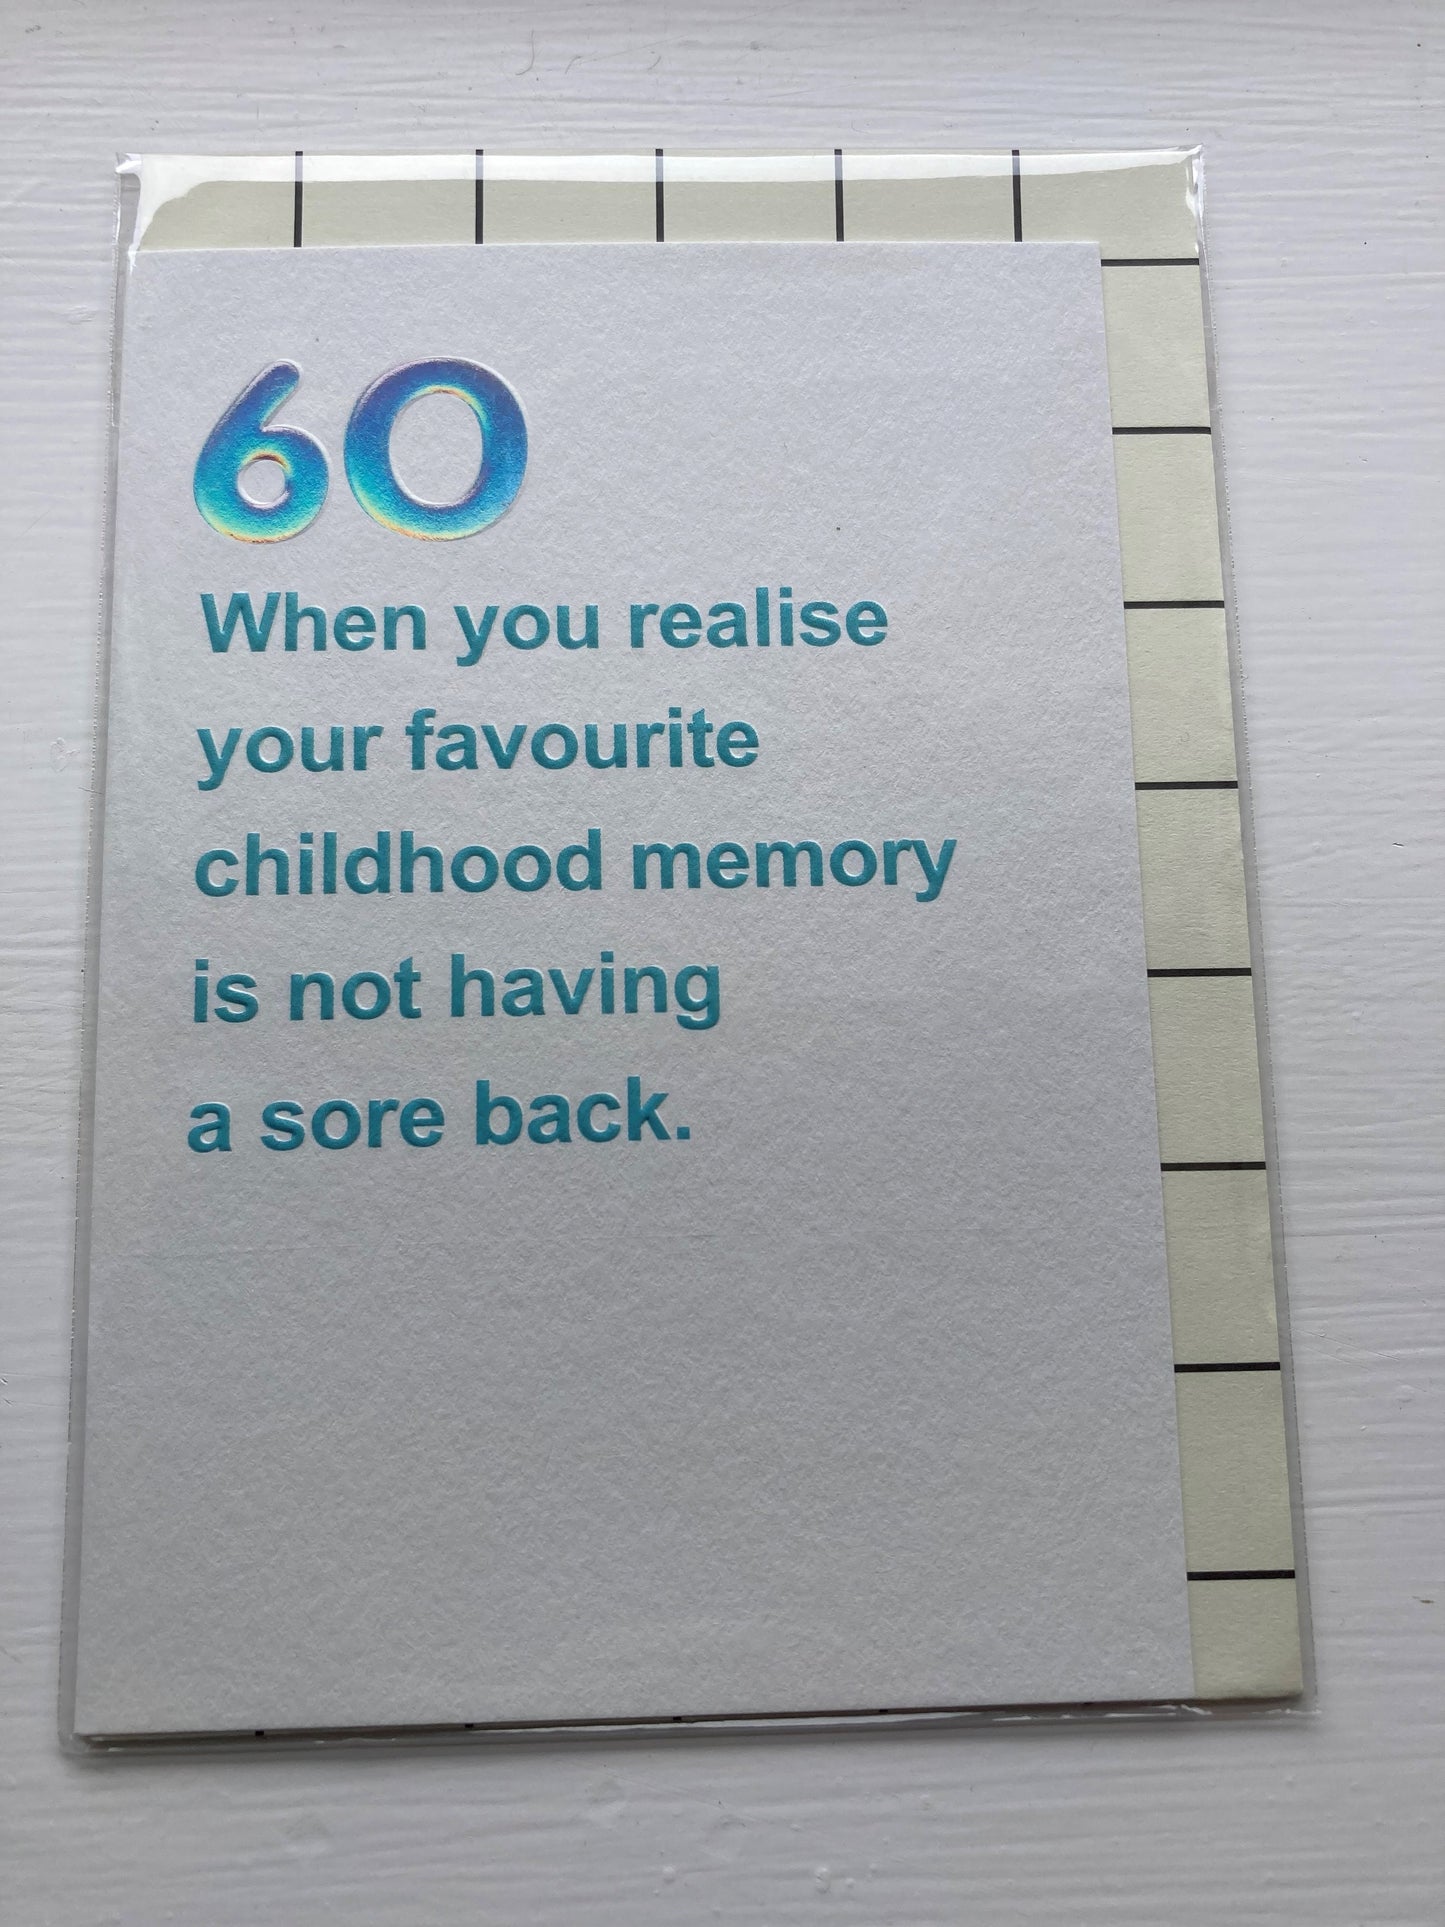 60
When you realise
your favourite
childhood memory
is not having
a sore back.